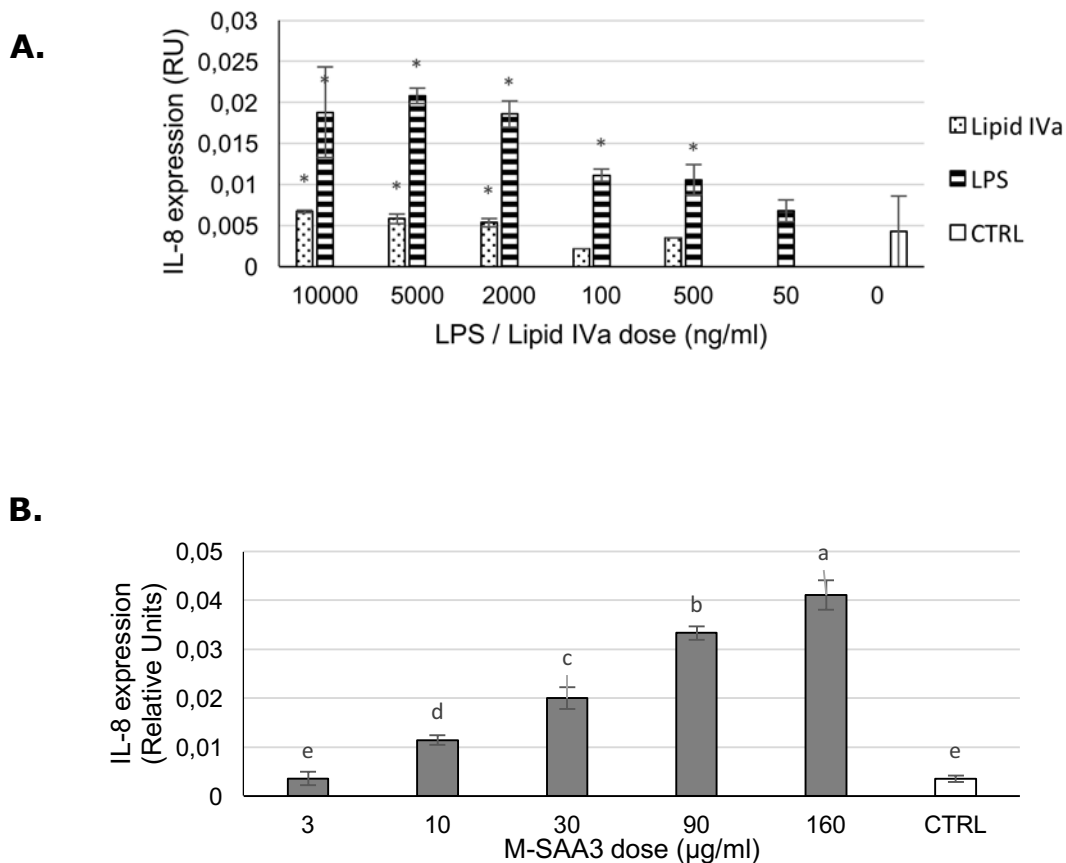 A.
IL-8 expression (RU)
0,03
0,025
0,02
0,015
0,01
0,005
0
* * * * * * * *
10000 5000 2000 100 500 50 0
LPS / Lipid IVa dose (ng/ml)
Lipid IVa
LPS
CTRL
B.
IL-8 expression
(Relative Units)
0,05
0,04
0,03
0,02
0,01
0
e d c b a e
3 10 30 90 160 CTRL
M-SAA3 dose (µg/ml)